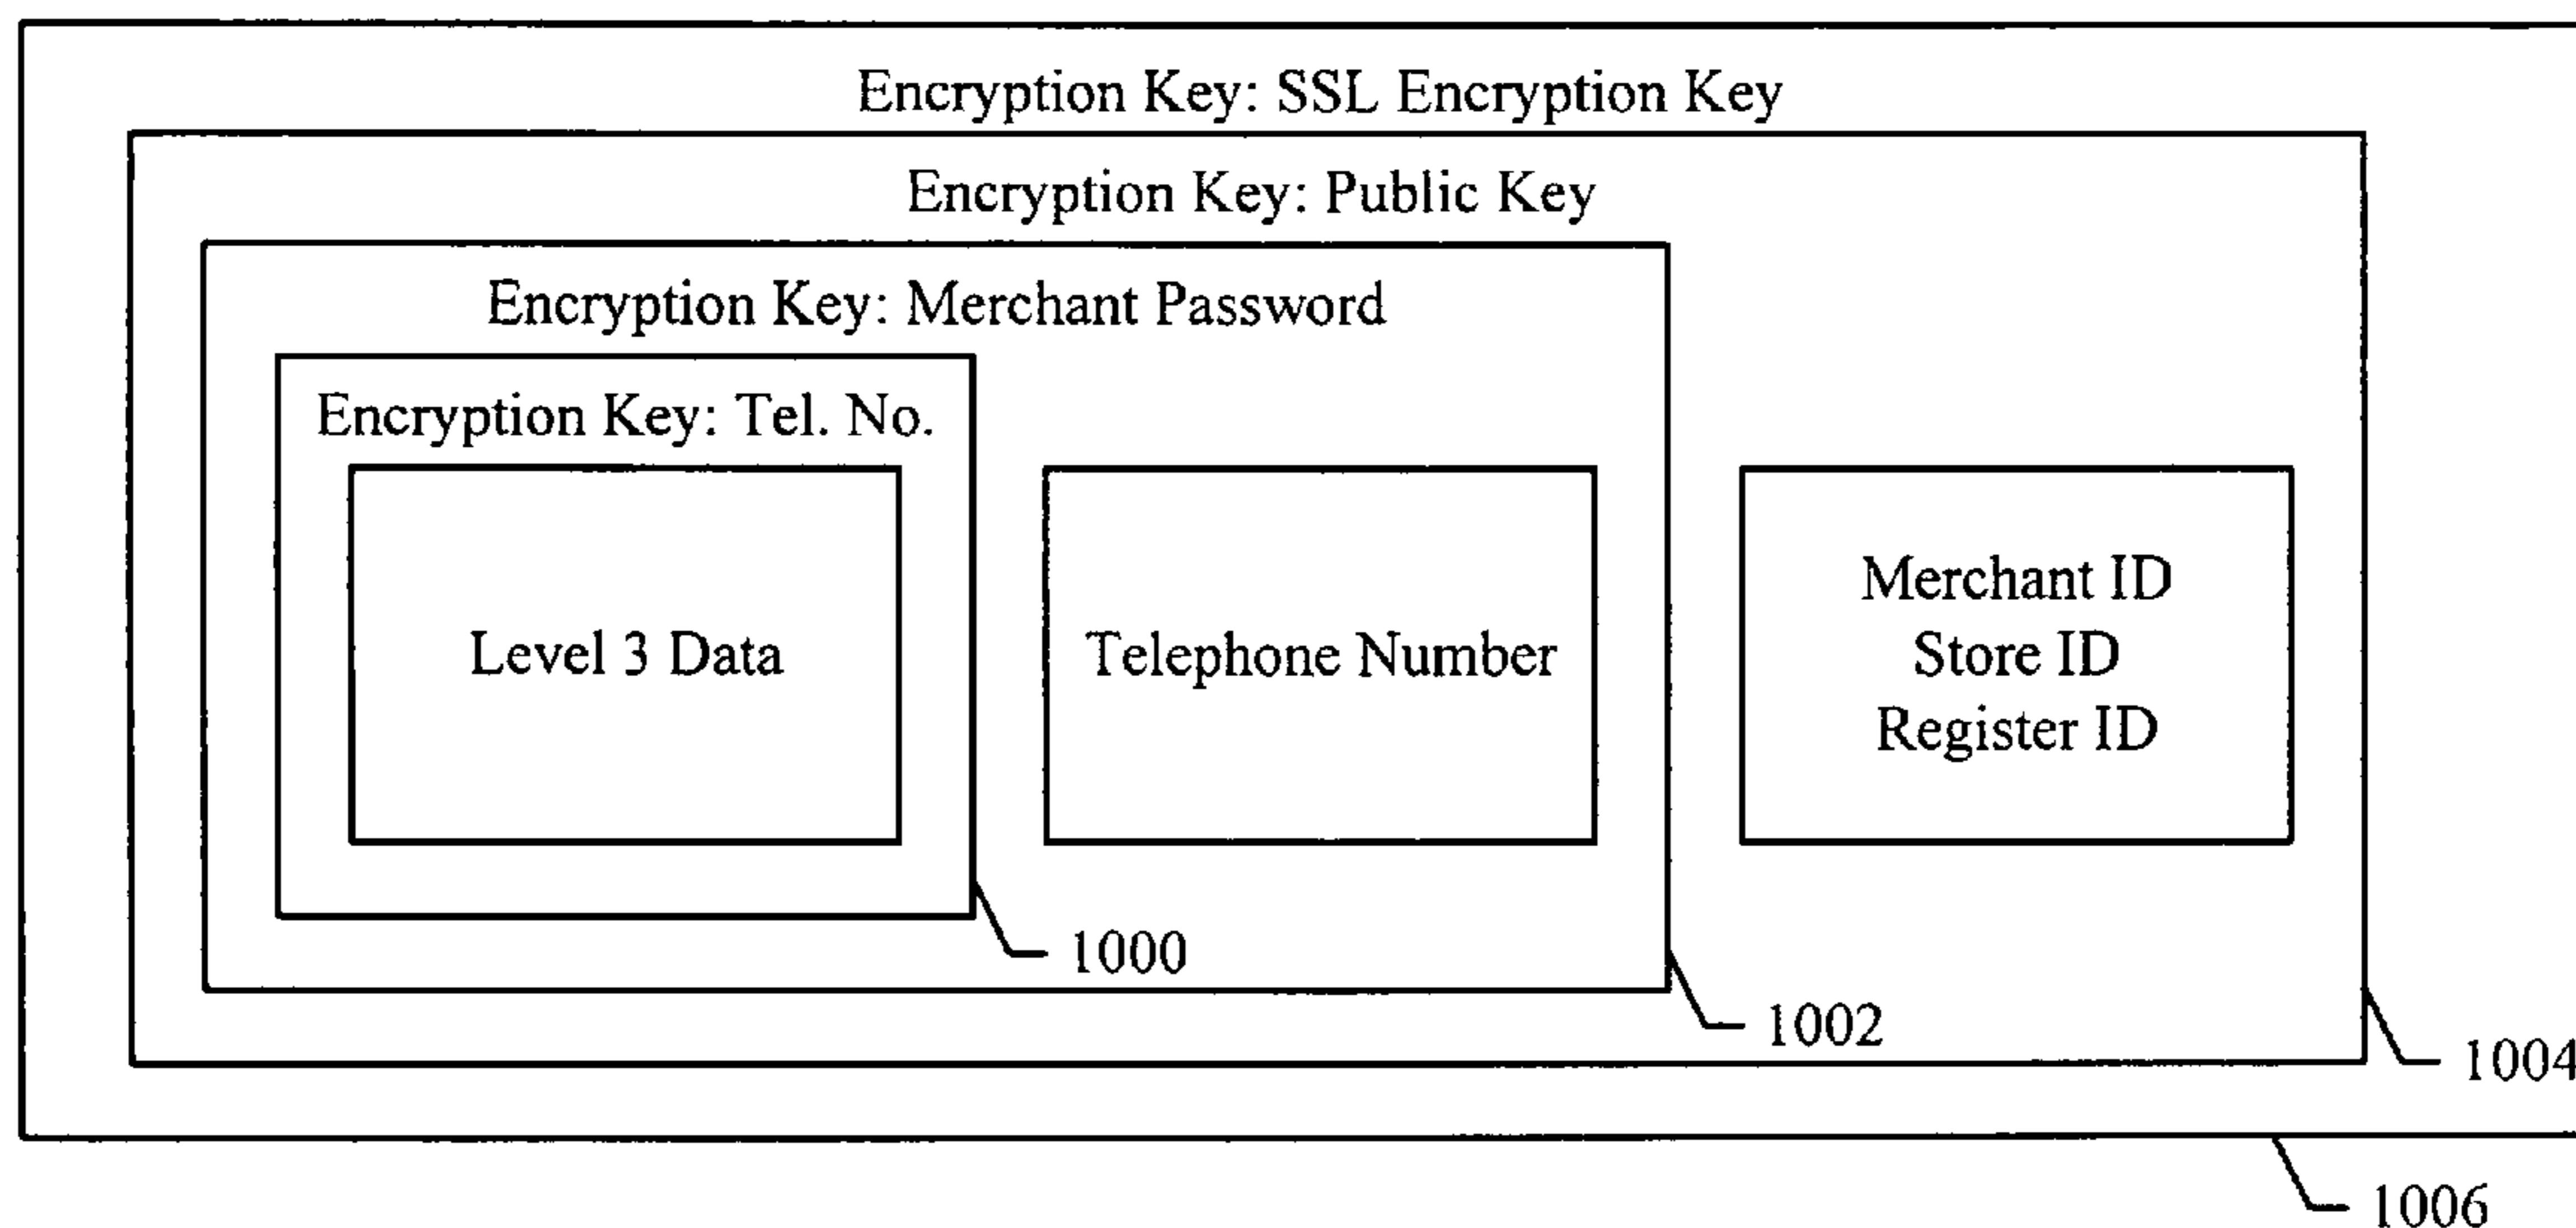 Encryption Key: SSL Encryption Key
Encryption Key: Public Key
Encryption Key: Merchant Password
Encryption Key: Tel. No.
Level 3 Data
Telephone Number
Merchant ID
Store ID
Register ID
1000
1002
1004
1006